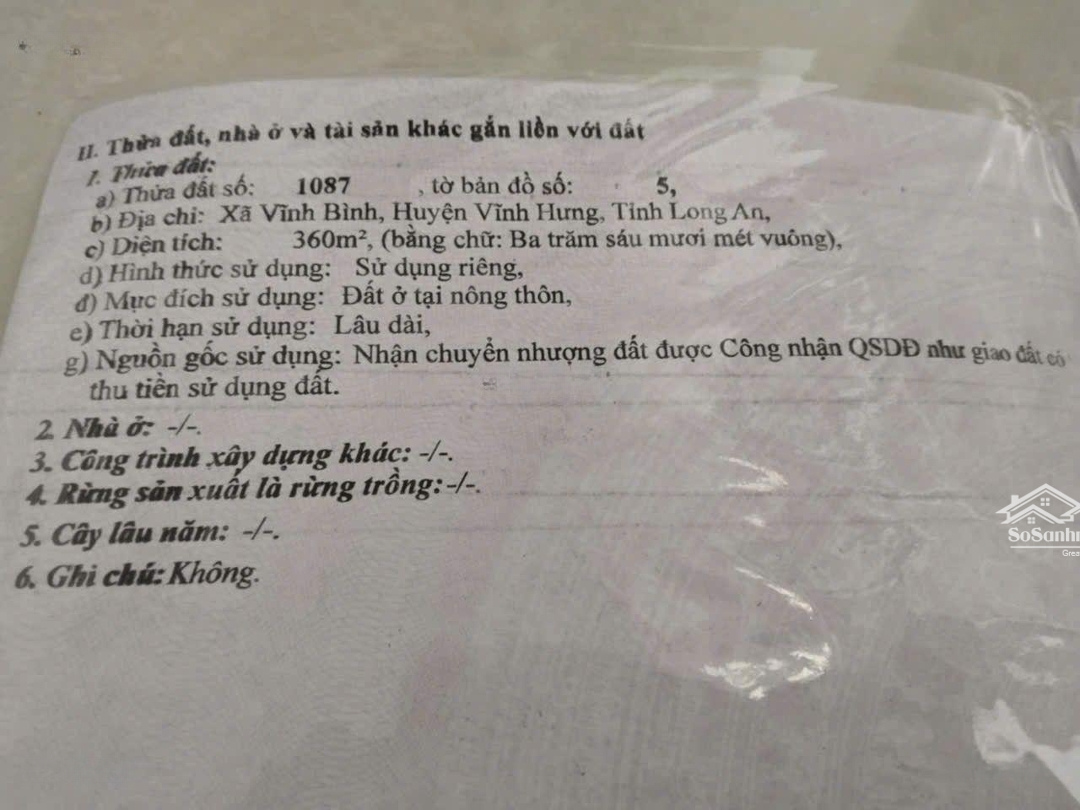 II. Thửa đất, nhà ở và tài sản khác gắn liền với đất
1. Thửa đất:
a) Thửa đất số: 1087 , tờ bản đồ số: 5,
b) Địa chỉ: Xã Vĩnh Bình, Huyện Vĩnh Hưng, Tỉnh Long An,
c) Diện tích: 360m², (bằng chữ: Ba trăm sáu mươi mét vuông),
d) Hình thức sử dụng: Sử dụng riêng,
đ) Mục đích sử dụng: Đất ở tại nông thôn,
e) Thời hạn sử dụng: Lâu dài,
g) Nguồn gốc sử dụng: Nhận chuyển nhượng đất được Công nhận QSDĐ như giao đất có
thu tiền sử dụng đất.
2. Nhà ở: -/-.
3. Công trình xây dựng khác: -/-.
4. Rừng sản xuất là rừng trồng: -/-.
5. Cây lâu năm: -/-.
6. Ghi chú: Không.
SoSanh
Grea